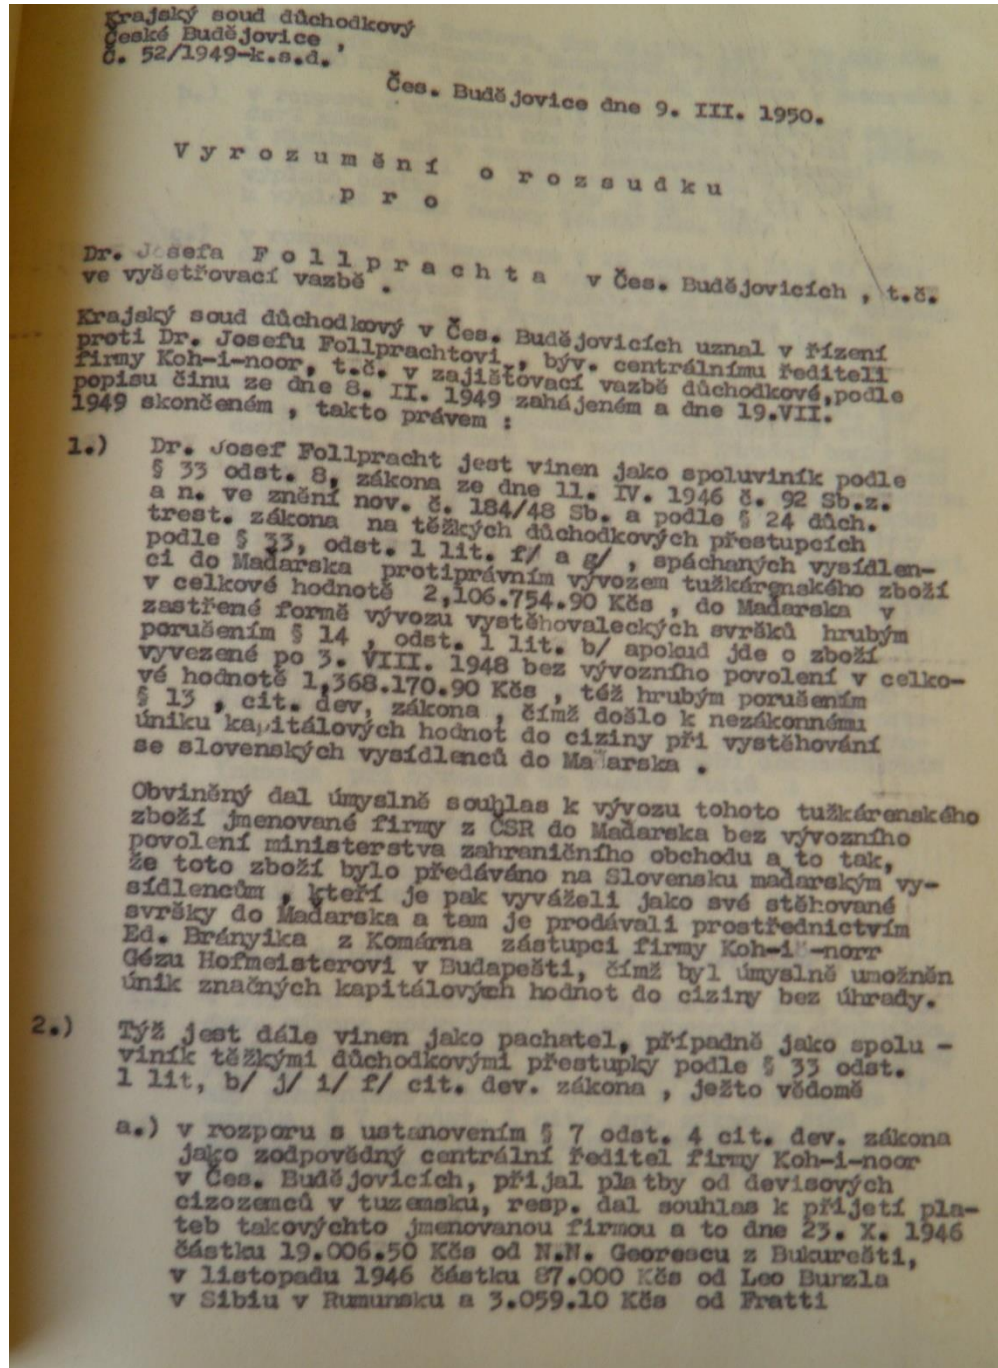 Krajský soud důchodkový
České Budějovice ,
Č. 52/1949-k.s.d.
Čes. Budějovice dne 9. III. 1950.
V y r o z u m ě n í o r o z s u d k u
p r o
Dr. Josefa F o l l p r a c h t a v Čes. Budějovicích , t.č.
ve vyšetřovací vazbě .
Krajský soud důchodkový v Čes. Budějovicích uznal v řízení
proti Dr. Josefu Follprachtovi , býv. centrálnímu řediteli
firmy Koh-i-noor, t.č. v zajišťovací vazbě důchodkové,podle
popisu činu ze dne 8. II. 1949 zahájeném a dne 19.VII.
1949 skončeném , takto právem :
1.) Dr. Josef Follpracht jest vinen jako spoluviník podle
§ 33 odst. 8, zákona ze dne 11. IV. 1946 č. 92 Sb.z.
a n. ve znění nov. č. 184/48 Sb. a podle § 24 důch.
trest. zákona na těžkých důchodkových přestupcích
podle § 33, odst. 1 lit. f/ a g/ , spáchaných vysídlen-
ci do Maďarska protiprávním vývozem tužkárenského zboží
v celkové hodnotě 2,106.754.90 Kčs , do Maďarska v
zastřené formě vývozu vystěhovaleckých svršků hrubým
porušením § 14 , odst. 1 lit. b/ apokud jde o zboží
vyvezené po 3. VIII. 1948 bez vývozního povolení v celko-
vé hodnotě 1,368.170.90 Kčs , též hrubým porušením
§ 13 , cit. dev, zákona , čímž došlo k nezákonnému
úniku kapitálových hodnot do ciziny při vystěhování
se slovenských vysídlenců do Maďarska .
Obviněný dal úmyslně souhlas k vývozu tohoto tužkárenského
zboží jmenované firmy z ČSR do Maďarska bez vývozního
povolení ministerstva zahraničního obchodu a to tak,
že toto zboží bylo předáváno na Slovensku maďarským vy-
sídlencům , kteří je pak vyváželi jako své stěhované
svršky do Maďarska a tam je prodávali prostřednictvím
Ed. Brányika z Komárna zástupci firmy Koh-i-norr
Gézu Hofmeisterovi v Budapešti, čímž byl úmyslně umožněn
únik značných kapitálových hodnot do ciziny bez úhrady.
2.) Týž jest dále vinen jako pachatel, případně jako spolu -
viník těžkými důchodkovými přestupky podle § 33 odst.
1 lit, b/ j/ i/ f/ cit. dev. zákona , ježto vědomě
a.) v rozporu s ustanovením § 7 odst. 4 cit. dev. zákona
jako zodpovědný centrální ředitel firmy Koh-i-noor
v Čes. Budějovicích, přijal platby od devisových
cizozemců v tuzemsku, resp. dal souhlas k přijetí pla-
teb takovýchto jmenovanou firmou a to dne 23. X. 1946
částku 19.006.50 Kčs od N.N. Georescu z Bukurešti,
v listopadu 1946 částku 87.000 Kčs od Leo Bunzla
v Sibiu v Rumunsku a 3.059.10 Kčs od Fratti